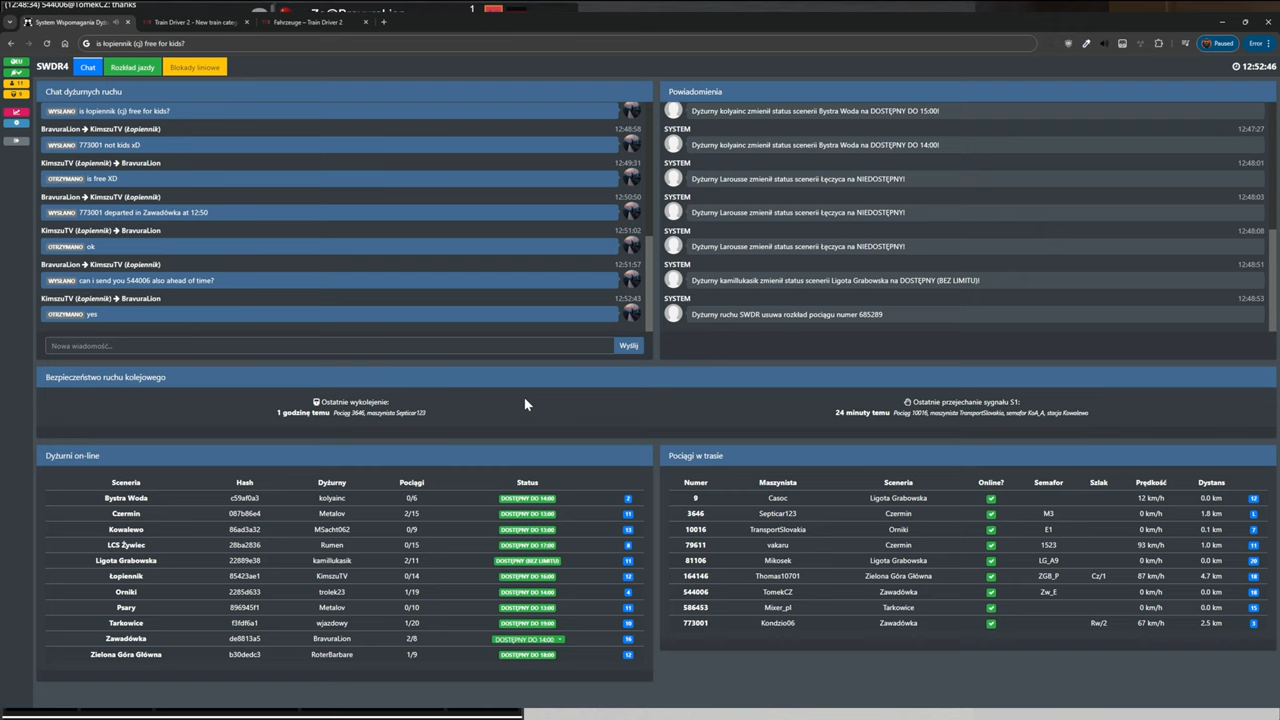 (12:48:34) 544006@TomekCZ: thanks
Zw@BravuraLion 1
System Wspomagania Dyżu
Train Driver 2 - New train categ
Fahrzeuge – Train Driver 2
is łopiennik (cj) free for kids?
Paused
Error
EU
11
9
SWDR4
Chat
Rozkład jazdy
Blokady liniowe
12:52:46
Chat dyżurnych ruchu
WYSŁANO is łopiennik (cj) free for kids?
BravuraLion → KimszuTV (Łopiennik) 12:48:58
WYSŁANO 773001 not kids xD
KimszuTV (Łopiennik) → BravuraLion 12:49:31
OTRZYMANO is free XD
BravuraLion → KimszuTV (Łopiennik) 12:50:50
WYSŁANO 773001 departed in Zawadówka at 12:50
KimszuTV (Łopiennik) → BravuraLion 12:51:02
OTRZYMANO ok
BravuraLion → KimszuTV (Łopiennik) 12:51:57
WYSŁANO can i send you 544006 also ahead of time?
KimszuTV (Łopiennik) → BravuraLion 12:52:43
OTRZYMANO yes
Nowa wiadomość...
Wyślij
Powiadomienia
Dyżurny kolyainc zmienił status scenerii Bystra Woda na DOSTĘPNY DO 15:00!
SYSTEM 12:47:27
Dyżurny kolyainc zmienił status scenerii Bystra Woda na DOSTĘPNY DO 14:00!
SYSTEM 12:48:01
Dyżurny Larousse zmienił status scenerii Łęczyca na NIEDOSTĘPNY!
SYSTEM 12:48:03
Dyżurny Larousse zmienił status scenerii Łęczyca na NIEDOSTĘPNY!
SYSTEM 12:48:08
Dyżurny Larousse zmienił status scenerii Łęczyca na NIEDOSTĘPNY!
SYSTEM 12:48:51
Dyżurny kamillukasik zmienił status scenerii Ligota Grabowska na DOSTĘPNY (BEZ LIMITU)!
SYSTEM 12:48:53
Dyżurny ruchu SWDR usuwa rozkład pociągu numer 685289
Bezpieczeństwo ruchu kolejowego
Ostatnie wykolejenie:
1 godzinę temu Pociąg 3646, maszynista Septicar123
Ostatnie przejechanie sygnału S1:
24 minuty temu Pociąg 10016, maszynista TransportSlovakia, semafor KoA_A, stacja Kowalewo
Dyżurni on-line
Sceneria Hash Dyżurny Pociągi Status
Bystra Woda c59af0a3 kolyainc 0/6 DOSTĘPNY DO 14:00 2
Czermin 087b86e4 Metalov 2/15 DOSTĘPNY DO 13:00 11
Kowalewo 86ad3a32 MSacht062 0/9 DOSTĘPNY DO 13:00 13
LCS Żywiec 28ba2836 Rumen 0/15 DOSTĘPNY DO 17:00 8
Ligota Grabowska 22889e38 kamillukasik 2/11 DOSTĘPNY (BEZ LIMITU) 11
Łopiennik 85423ae1 KimszuTV 0/14 DOSTĘPNY DO 16:00 12
Orniki 2285d633 trolek23 1/19 DOSTĘPNY DO 14:00 4
Psary 896945f1 Metalov 0/10 DOSTĘPNY DO 13:00 11
Tarkowice f3fdf6a1 wjazdowy 1/20 DOSTĘPNY DO 19:00 10
Zawadówka de8813a5 BravuraLion 2/8 DOSTĘPNY DO 14:00 16
Zielona Góra Główna b30dedc3 RoterBarbare 1/9 DOSTĘPNY DO 18:00 12
Pociągi w trasie
Numer Maszynista Sceneria Online? Semafor Szlak Prędkość Dystans
9 Casoc Ligota Grabowska 12 km/h 0.0 km 12
3646 Septicar123 Czermin M3 0 km/h 1.8 km L
10016 TransportSlovakia Orniki E1 0 km/h 0.1 km 7
79611 vakaru Czermin 1523 93 km/h 1.0 km 11
81106 Mikosek Ligota Grabowska LG_A9 0 km/h 0.0 km 20
164146 Thomas10701 Zielona Góra Główna ZGB_P Cz/1 87 km/h 4.7 km 18
544006 TomekCZ Zawadówka Zw_E 0 km/h 0.0 km 18
586453 Mixer_pl Tarkowice 0 km/h 0.0 km 15
773001 Kondzio06 Zawadówka Rw/2 67 km/h 2.5 km 3